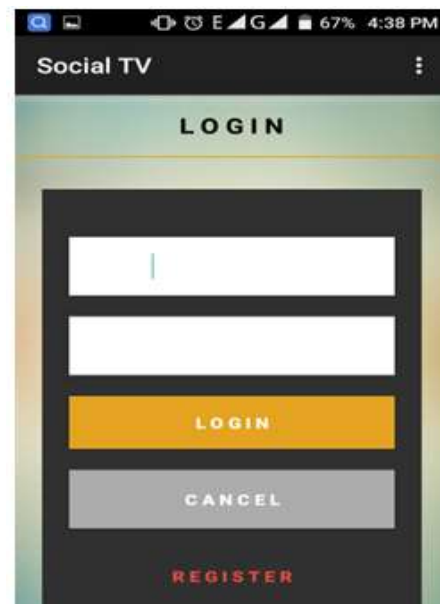 E G 67% 4:38 PM
Social TV
LOGIN
LOGIN
CANCEL
REGISTER